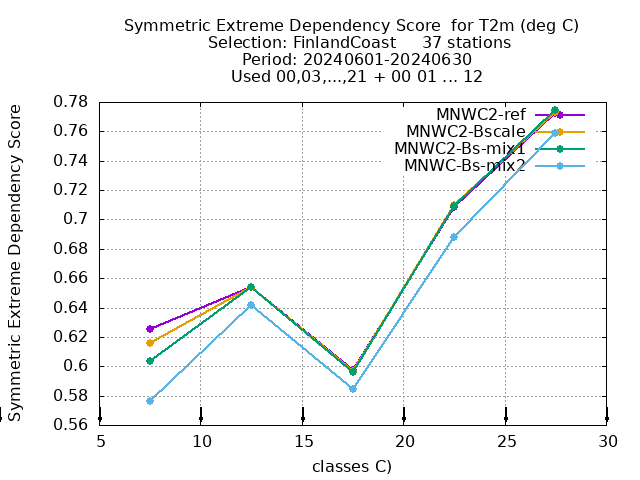 Symmetric Extreme Dependency Score  for T2m (deg C)
Selection: FinlandCoast     37 stations
Period: 20240601-20240630
Used 00,03,...,21 + 00 01 ... 12
Symmetric Extreme Dependency Score
0.78
0.76
0.74
0.72
0.7
0.68
0.66
0.64
0.62
0.6
0.58
0.56
MNWC2-ref
MNWC2-Bscale
MNWC2-Bs-mix1
MNWC-Bs-mix2
5 10 15 20 25 30
classes C)